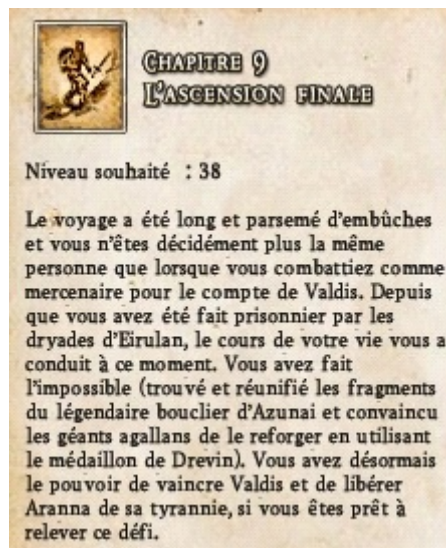 CHAPITRE 9
L'ASCENSION FINALE
Niveau souhaité : 38
Le voyage a été long et parsemé d'embûches
et vous n'êtes décidément plus la même
personne que lorsque vous combattiez comme
mercenaire pour le compte de Valdis. Depuis
que vous avez été fait prisonnier par les
dryades d'Eirulan, le cours de votre vie vous a
conduit à ce moment. Vous avez fait
l'impossible (trouvé et réunifié les fragments
du légendaire bouclier d'Azunai et convaincu
les géants agallans de le reforger en utilisant
le médaillon de Drevin). Vous avez désormais
le pouvoir de vaincre Valdis et de libérer
Aranna de sa tyrannie, si vous êtes prêt à
relever ce défi.